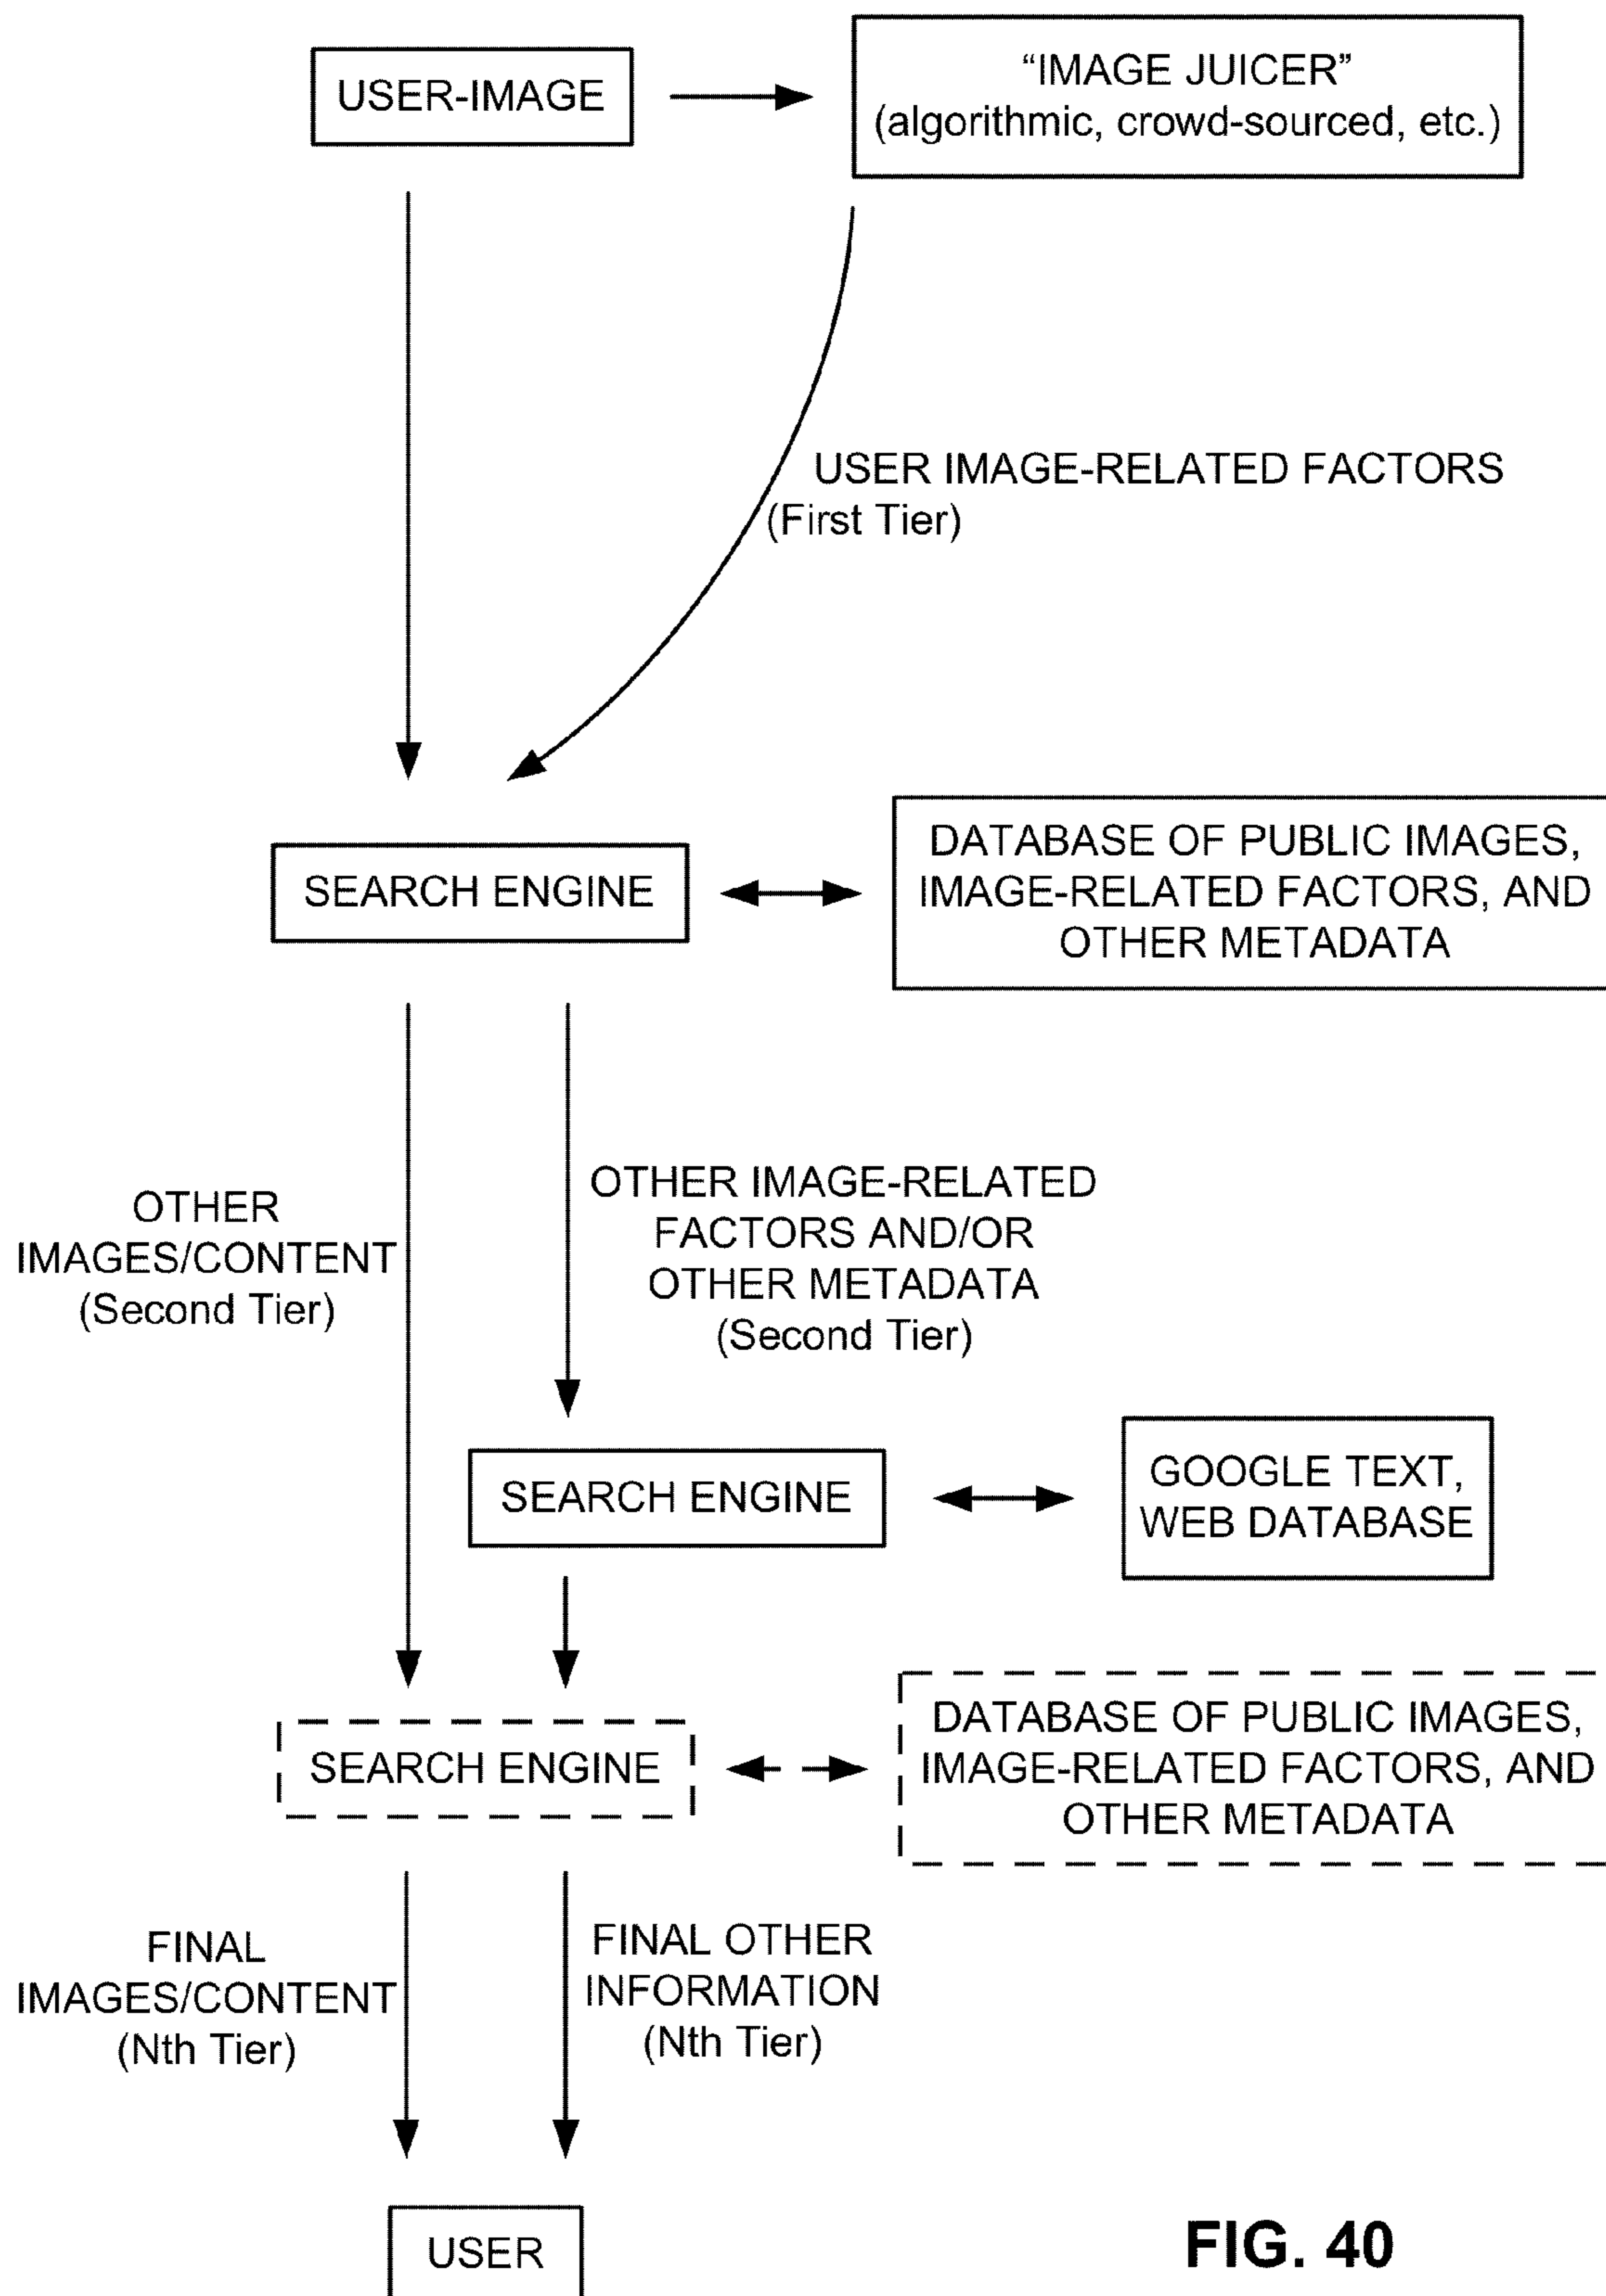 USER-IMAGE
“IMAGE JUICER”
(algorithmic, crowd-sourced, etc.)
USER IMAGE-RELATED FACTORS
(First Tier)
SEARCH ENGINE
DATABASE OF PUBLIC IMAGES,
IMAGE-RELATED FACTORS, AND
OTHER METADATA
OTHER
IMAGES/CONTENT
(Second Tier)
OTHER IMAGE-RELATED
FACTORS AND/OR
OTHER METADATA
(Second Tier)
SEARCH ENGINE
GOOGLE TEXT,
WEB DATABASE
SEARCH ENGINE
DATABASE OF PUBLIC IMAGES,
IMAGE-RELATED FACTORS, AND
OTHER METADATA
FINAL
IMAGES/CONTENT
(Nth Tier)
FINAL OTHER
INFORMATION
(Nth Tier)
USER
FIG. 40